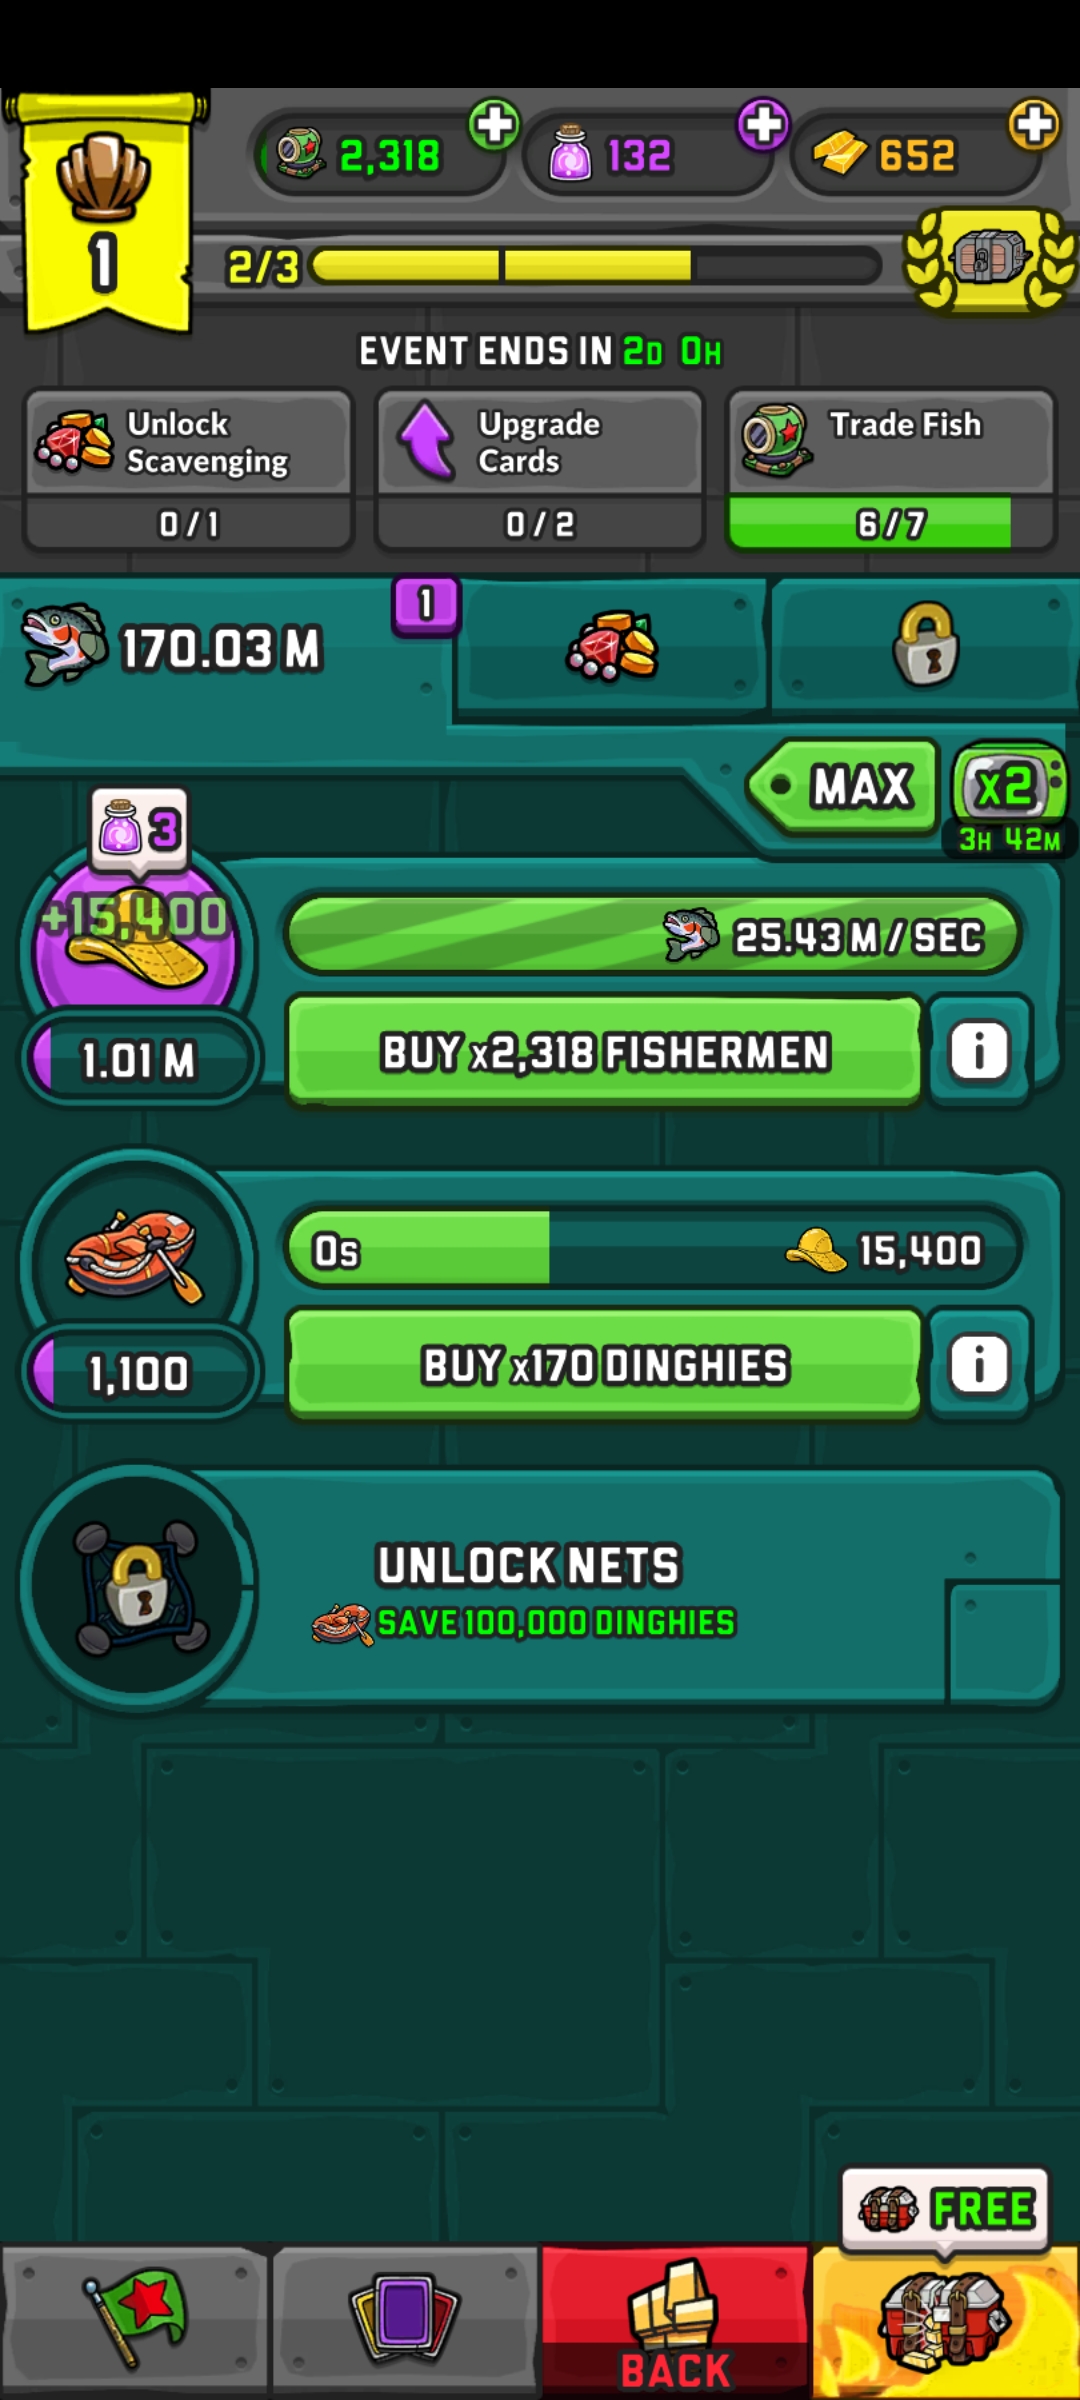 2,318
132
652
1
2/3
EVENT ENDS IN 2D 0H
Unlock
Scavenging
0/1
Upgrade
Cards
0/2
Trade Fish
6/7
170.03 M
1
MAX
x2
3H 42M
3
+15,400
25.43 M / SEC
1.01 M
BUY x2,318 FISHERMEN
i
0s
15,400
1,100
BUY x170 DINGHIES
i
UNLOCK NETS
SAVE 100,000 DINGHIES
FREE
BACK